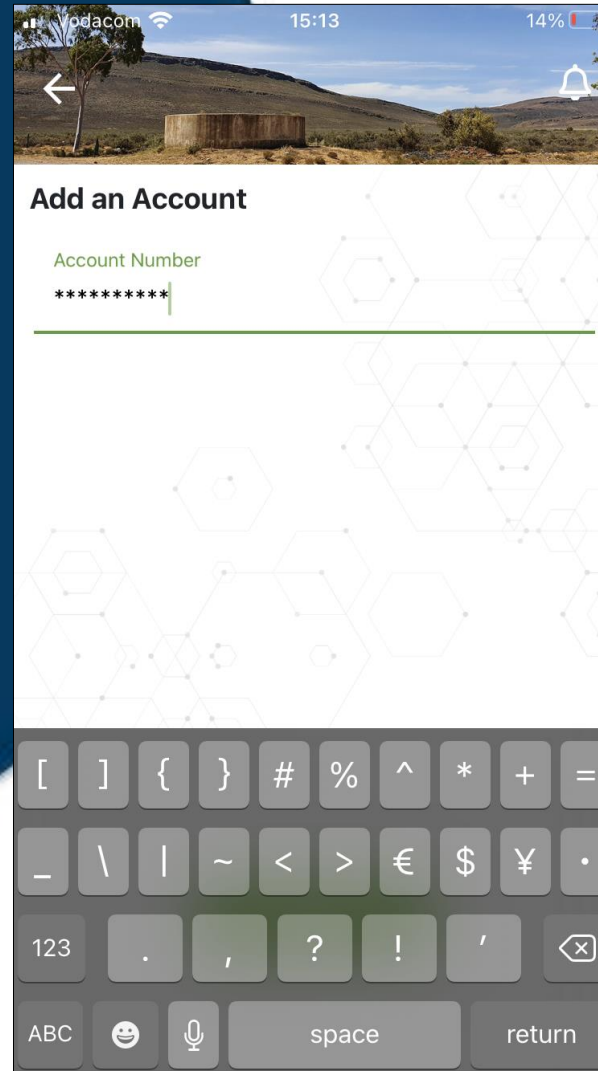 Vodacom 15:13 14%
Add an Account
Account Number
**********
[ ] { } # % ^ * + =
_ \ | ~ < > € $ ¥ •
123 . , ? ! '
ABC space return